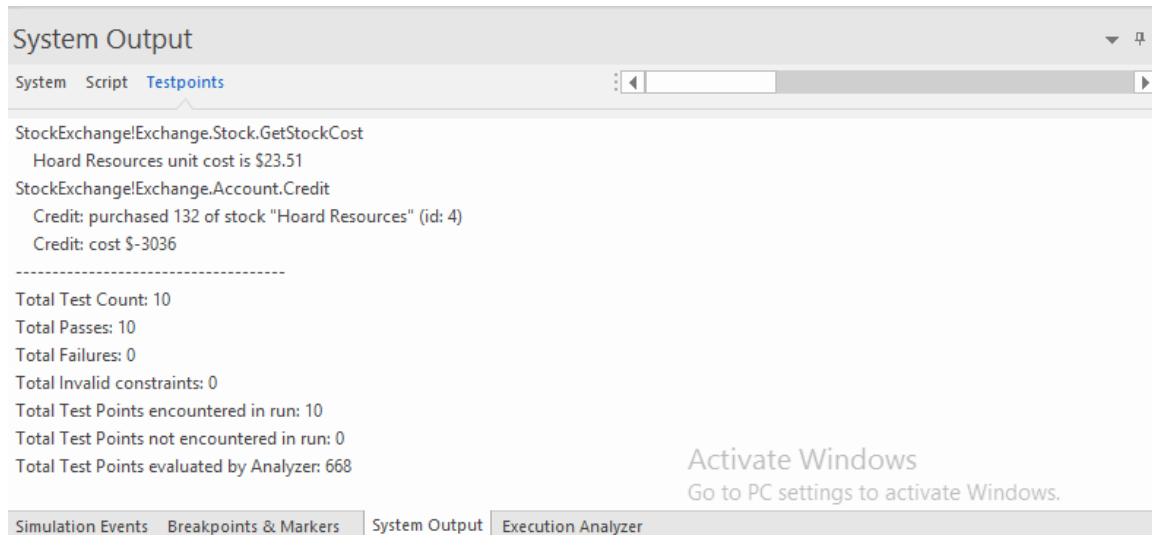 System Output
System Script Testpoints
StockExchange!Exchange.Stock.GetStockCost
Hoard Resources unit cost is $23.51
StockExchange!Exchange.Account.Credit
Credit: purchased 132 of stock "Hoard Resources" (id: 4)
Credit: cost $-3036
-------------------------------------
Total Test Count: 10
Total Passes: 10
Total Failures: 0
Total Invalid constraints: 0
Total Test Points encountered in run: 10
Total Test Points not encountered in run: 0
Total Test Points evaluated by Analyzer: 668
Activate Windows
Go to PC settings to activate Windows.
Simulation Events Breakpoints & Markers System Output Execution Analyzer